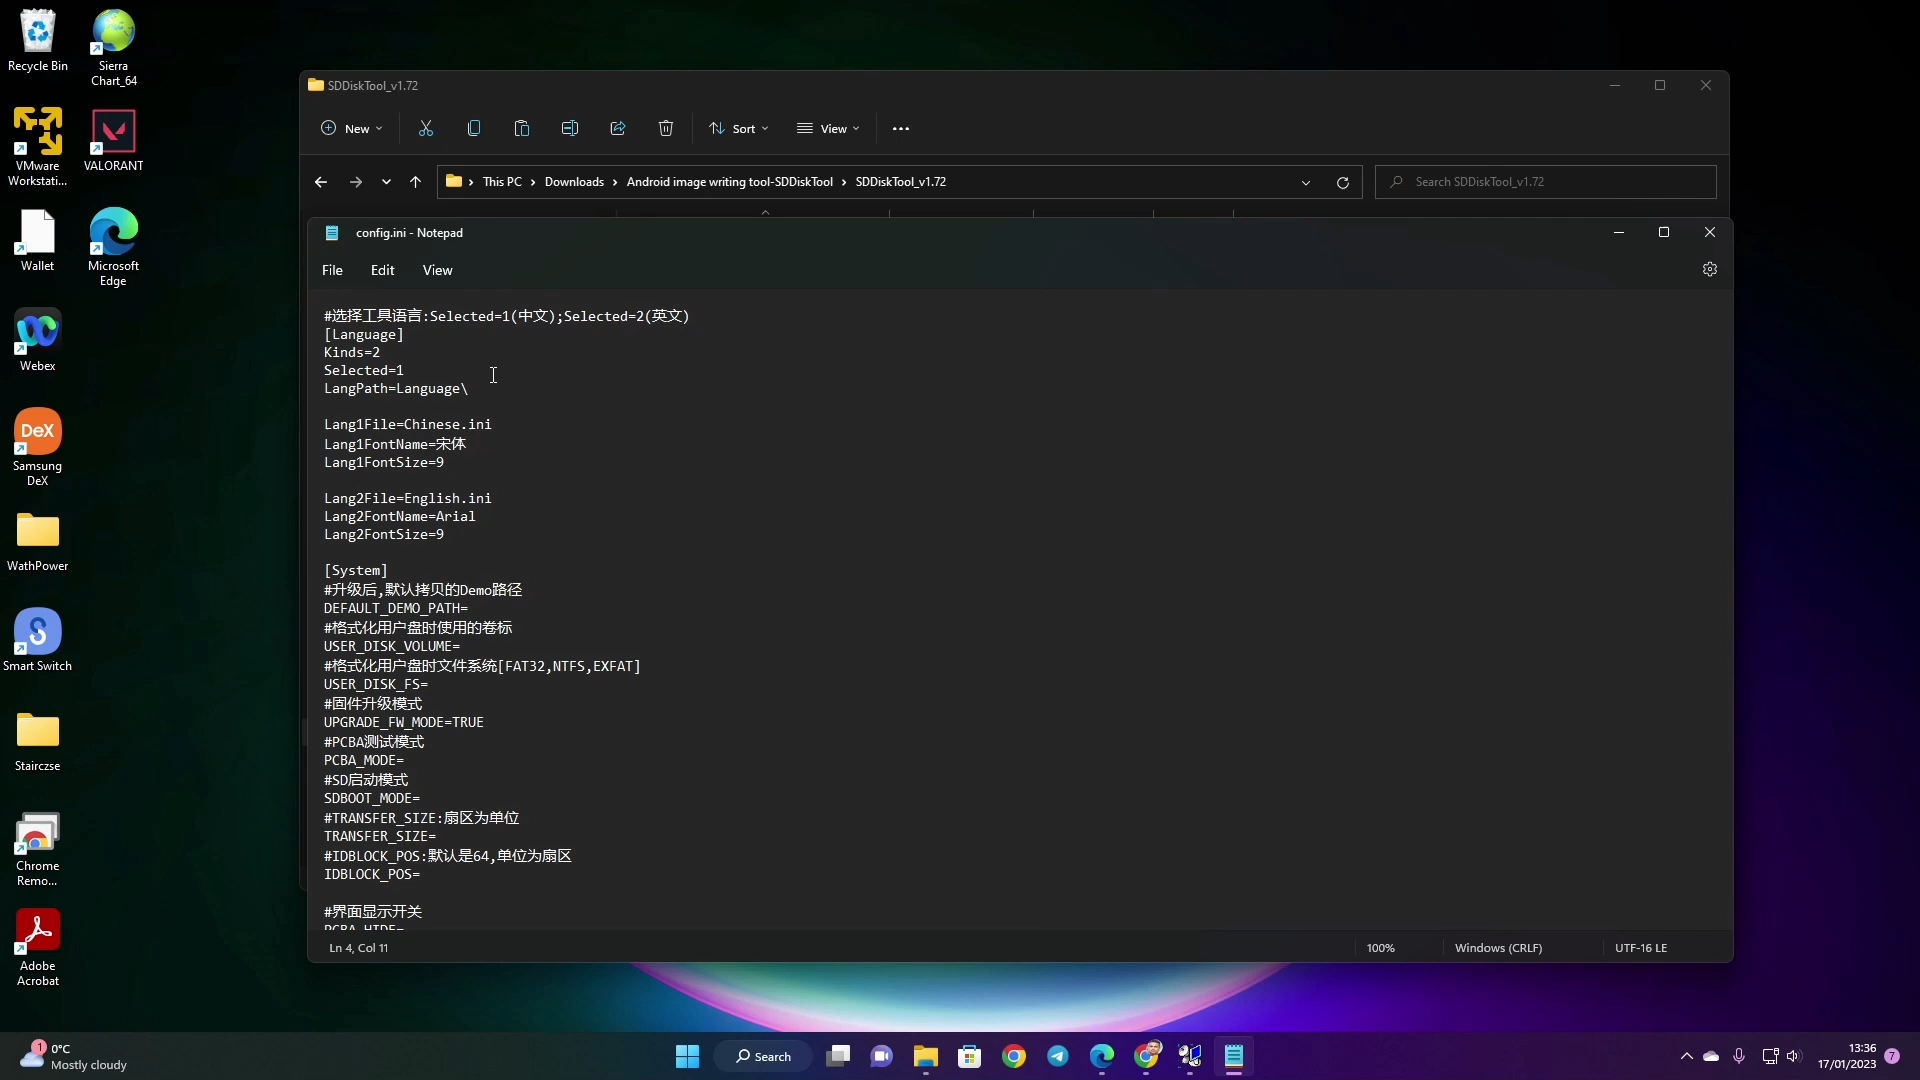 Recycle Bin
Sierra
Chart_64
VMware
Workstati...
VALORANT
Wallet
Microsoft
Edge
Webex
DeX
Samsung
DeX
WathPower
S
Smart Switch
Stairczse
Chrome
Remo...
Adobe
Acrobat
SDDiskTool_v1.72
New
Sort
View
This PC
Downloads
Android image writing tool-SDDiskTool
SDDiskTool_v1.72
Search SDDiskTool_v1.72
config.ini - Notepad
File
Edit
View
#选择工具语言:Selected=1(中文);Selected=2(英文)
[Language]
Kinds=2
Selected=1
LangPath=Language\
Lang1File=Chinese.ini
Lang1FontName=宋体
Lang1FontSize=9
Lang2File=English.ini
Lang2FontName=Arial
Lang2FontSize=9
[System]
#升级后,默认拷贝的Demo路径
DEFAULT_DEMO_PATH=
#格式化用户盘时使用的卷标
USER_DISK_VOLUME=
#格式化用户盘时文件系统[FAT32,NTFS,EXFAT]
USER_DISK_FS=
#固件升级模式
UPGRADE_FW_MODE=TRUE
#PCBA测试模式
PCBA_MODE=
#SD启动模式
SDBOOT_MODE=
#TRANSFER_SIZE:扇区为单位
TRANSFER_SIZE=
#IDBLOCK_POS:默认是64,单位为扇区
IDBLOCK_POS=
#界面显示开关
PCBA_HIDE=
Ln 4, Col 11
100%
Windows (CRLF)
UTF-16 LE
1
0°C
Mostly cloudy
Search
13:36
17/01/2023
7